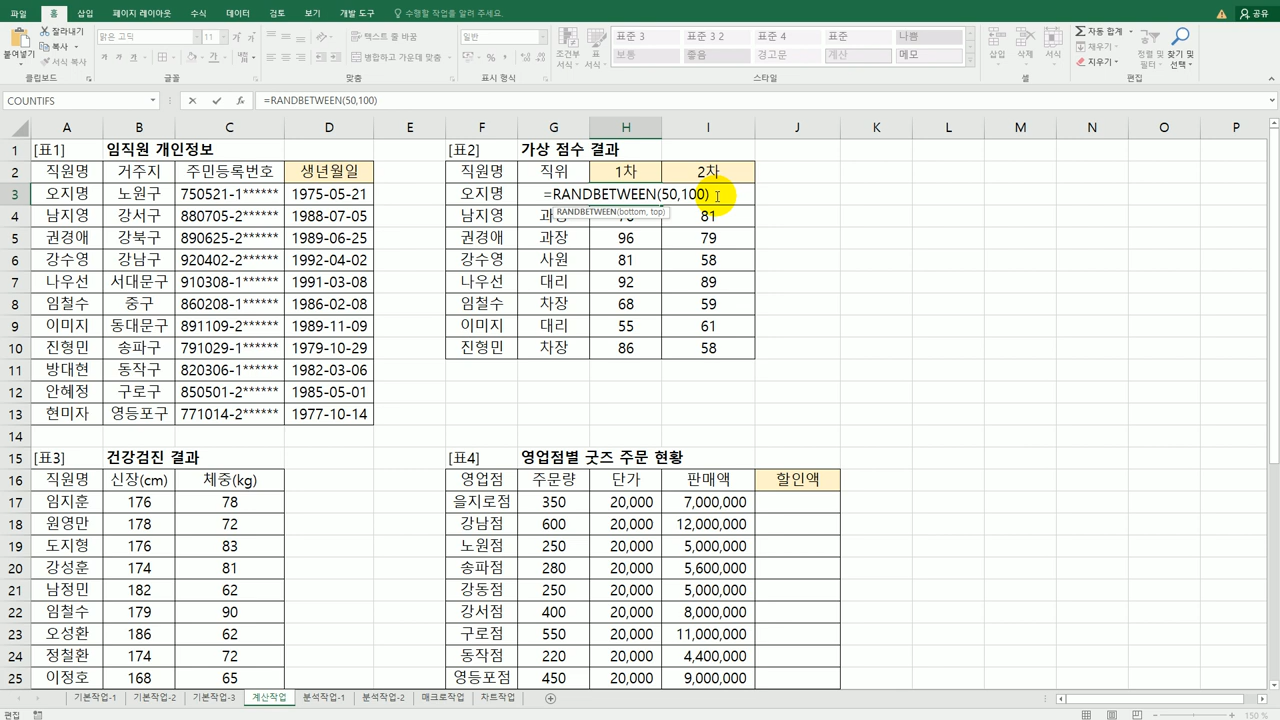 파일 홈 삽입 페이지 레이아웃 수식 데이터 검토 보기 개발 도구 수행할 작업을 알려 주세요. 공유
붙여넣기 잘라내기 복사 서식 복사 클립보드
맑은 고딕 11 가 가 가 가 가 글꼴
텍스트 줄 바꿈 병합하고 가운데 맞춤 맞춤
일반 % 표시 형식
조건부 서식 표 서식 표준 3 표준 3 2 표준 4 표준 나쁨
보통 좋음 경고문 계산 메모 스타일
삽입 삭제 서식 셀
자동 합계 채우기 지우기 정렬 및 필터 찾기 및 선택 편집
COUNTIFS =RANDBETWEEN(50,100)
A B C D E F G H I J K L M N O P
1 [표1] 임직원 개인정보 [표2] 가상 점수 결과
2 직원명 거주지 주민등록번호 생년월일 직원명 직위 1차 2차
3 오지명 노원구 750521-1****** 1975-05-21 오지명 =RANDBETWEEN(50,100)
RANDBETWEEN(bottom, top)
4 남지영 강서구 880705-2****** 1988-07-05 남지영 81
5 권경애 강북구 890625-2****** 1989-06-25 권경애 과장 96 79
6 강수영 강남구 920402-2****** 1992-04-02 강수영 사원 81 58
7 나우선 서대문구 910308-1****** 1991-03-08 나우선 대리 92 89
8 임철수 중구 860208-1****** 1986-02-08 임철수 차장 68 59
9 이미지 동대문구 891109-2****** 1989-11-09 이미지 대리 55 61
10 진형민 송파구 791029-1****** 1979-10-29 진형민 차장 86 58
11 방대현 동작구 820306-1****** 1982-03-06
12 안혜정 구로구 850501-2****** 1985-05-01
13 현미자 영등포구 771014-2****** 1977-10-14
14
15 [표3] 건강검진 결과 [표4] 영업점별 굿즈 주문 현황
16 직원명 신장(cm) 체중(kg) 영업점 주문량 단가 판매액 할인액
17 임지훈 176 78 을지로점 350 20,000 7,000,000
18 원영만 178 72 강남점 600 20,000 12,000,000
19 도지형 176 83 노원점 250 20,000 5,000,000
20 강성훈 174 81 송파점 280 20,000 5,600,000
21 남정민 182 62 강동점 250 20,000 5,000,000
22 임철수 179 90 강서점 400 20,000 8,000,000
23 오성환 186 62 구로점 550 20,000 11,000,000
24 정철환 174 72 동작점 220 20,000 4,400,000
25 이정호 168 65 영등포점 450 20,000 9,000,000
기본작업-1 기본작업-2 기본작업-3 계산작업 분석작업-1 분석작업-2 매크로작업 차트작업
편집 150 %